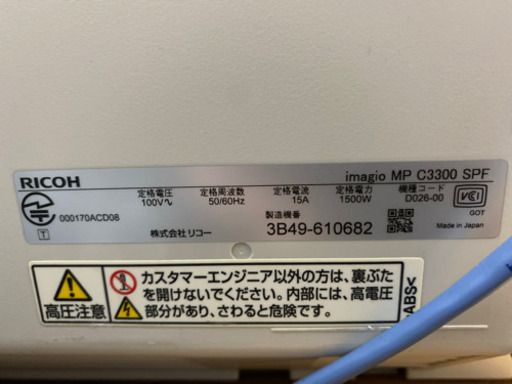 RICOH
imagio MP C3300 SPF
定格電圧 定格周波数 定格電流 定格電力 機種コード
100V∿ 50/60Hz 15A 1500W D026-00
VCCI
GOT
000170ACD08
T
株式会社リコー
製造機番
3B49-610682
Made in Japan
高圧注意
カスタマーエンジニア以外の方は、裏ぶた
を開けないでください。内部には、高電圧
部分があり、さわると危険です。
>ABS<